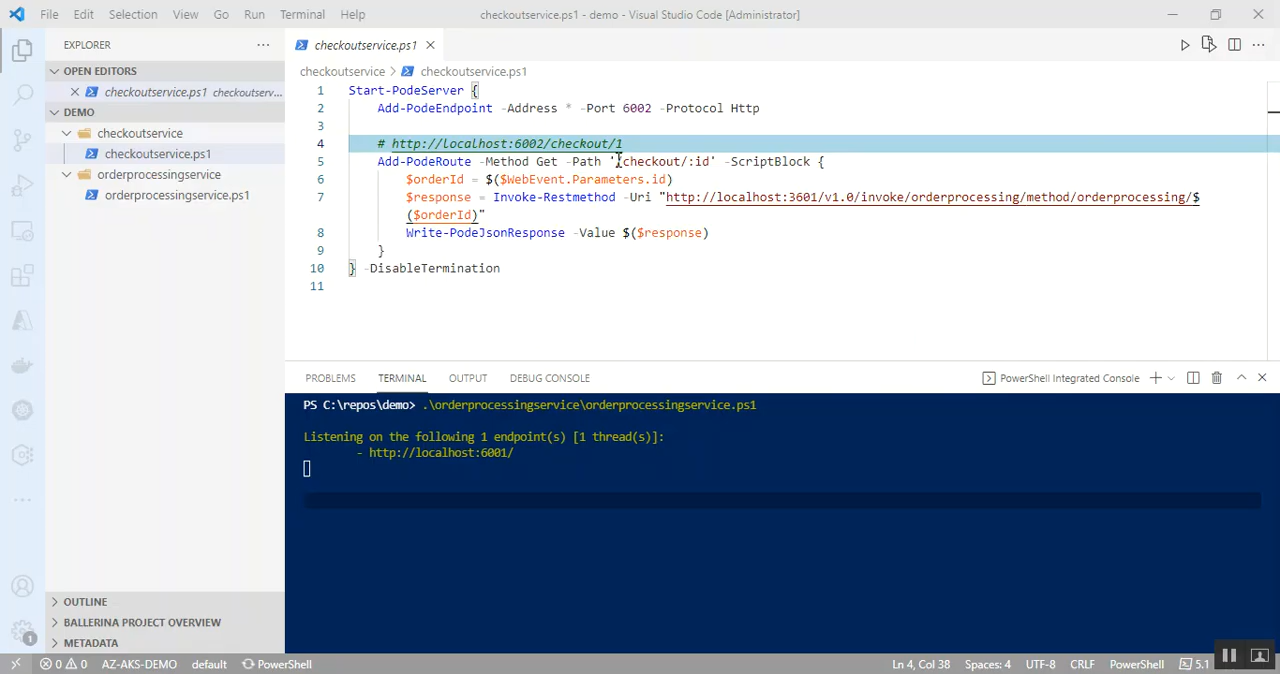 File Edit Selection View Go Run Terminal Help checkoutservice.ps1 - demo - Visual Studio Code [Administrator]
EXPLORER
OPEN EDITORS
checkoutservice.ps1 checkoutserv...
DEMO
checkoutservice
checkoutservice.ps1
orderprocessingservice
orderprocessingservice.ps1
OUTLINE
BALLERINA PROJECT OVERVIEW
METADATA
checkoutservice.ps1
checkoutservice > checkoutservice.ps1
1 Start-PodeServer {
2 Add-PodeEndpoint -Address * -Port 6002 -Protocol Http
3
4 # http://localhost:6002/checkout/1
5 Add-PodeRoute -Method Get -Path '/checkout/:id' -ScriptBlock {
6 $orderId = $($WebEvent.Parameters.id)
7 $response = Invoke-Restmethod -Uri "http://localhost:3601/v1.0/invoke/orderprocessing/method/orderprocessing/$
($orderId)"
8 Write-PodeJsonResponse -Value $($response)
9 }
10 } -DisableTermination
11
PROBLEMS TERMINAL OUTPUT DEBUG CONSOLE PowerShell Integrated Console
PS C:\repos\demo> .\orderprocessingservice\orderprocessingservice.ps1
Listening on the following 1 endpoint(s) [1 thread(s)]:
- http://localhost:6001/
1
0 0 AZ-AKS-DEMO default PowerShell Ln 4, Col 38 Spaces: 4 UTF-8 CRLF PowerShell 5.1